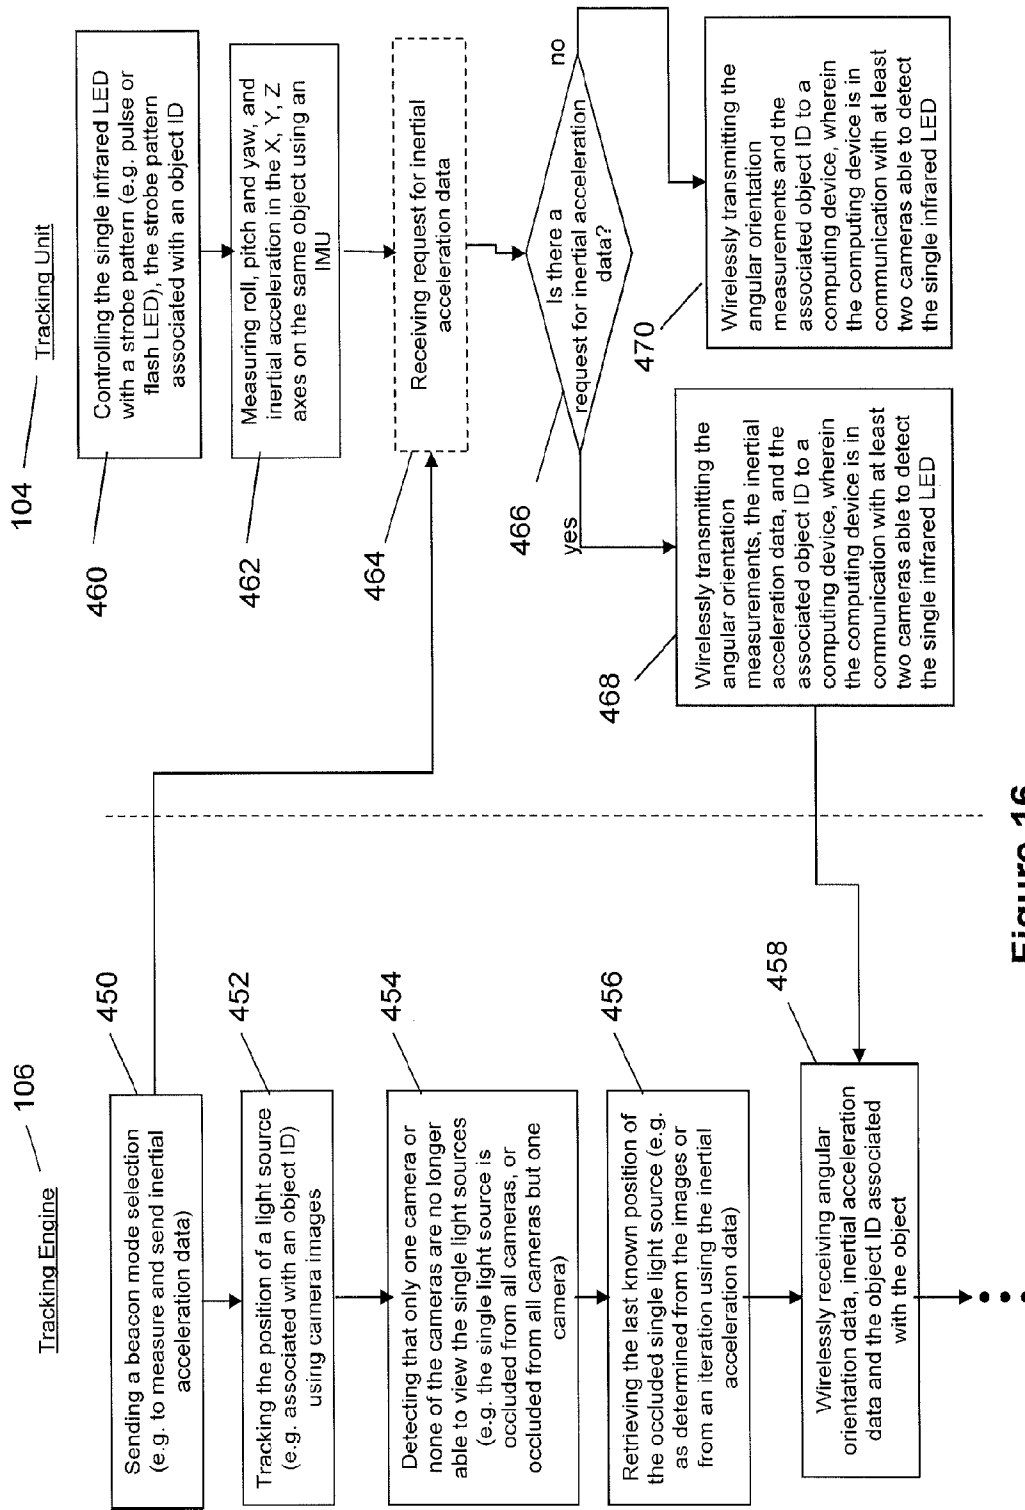 Tracking Engine
106
450
Sending a beacon mode selection
(e.g. to measure and send inertial
acceleration data)
452
Tracking the position of a light source
(e.g. associated with an object ID)
using camera images
454
Detecting that only one camera or
none of the cameras are no longer
able to view the single light sources
(e.g. the single light source is
occluded from all cameras, or
occluded from all cameras but one
camera)
456
Retrieving the last known position of
the occluded single light source (e.g.
as determined from the images or
from an iteration using the inertial
acceleration data)
458
Wirelessly receiving angular
orientation data, inertial acceleration
data and the object ID associated
with the object
104
Tracking Unit
460
Controlling the single infrared LED
with a strobe pattern (e.g. pulse or
flash LED), the strobe pattern
associated with an object ID
462
Measuring roll, pitch and yaw, and
inertial acceleration in the X, Y, Z
axes on the same object using an
IMU
464
Receiving request for inertial
acceleration data
466
Is there a
request for inertial acceleration
data?
yes
no
468
Wirelessly transmitting the
angular orientation
measurements, the inertial
acceleration data, and the
associated object ID to a
computing device, wherein
the computing device is in
communication with at least
two cameras able to detect
the single infrared LED
470
Wirelessly transmitting the
angular orientation
measurements and the
associated object ID to a
computing device, wherein
the computing device is in
communication with at least
two cameras able to detect
the single infrared LED
Figure 16